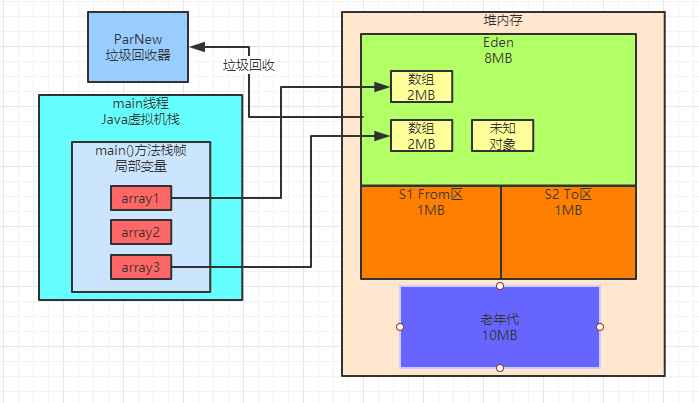 ParNew
垃圾回收器
垃圾回收
main线程
Java虚拟机栈
main()方法栈帧
局部变量
array1
array2
array3
堆内存
Eden
8MB
数组
2MB
数组
2MB
未知
对象
S1 From区
1MB
S2 To区
1MB
老年代
10MB